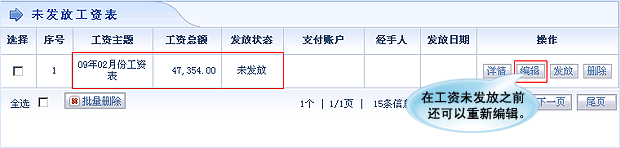 未发放工资表
选择 序号 工资主题 工资总额 发放状态 支付账户 经手人 发放日期 操作
1 09年02月份工资表 47,354.00 未发放 详情 编辑 发放 删除
全选 批量删除 1个 | 1/1页 | 15条信 下一页 尾页
在工资未发放之前
还可以重新编辑。